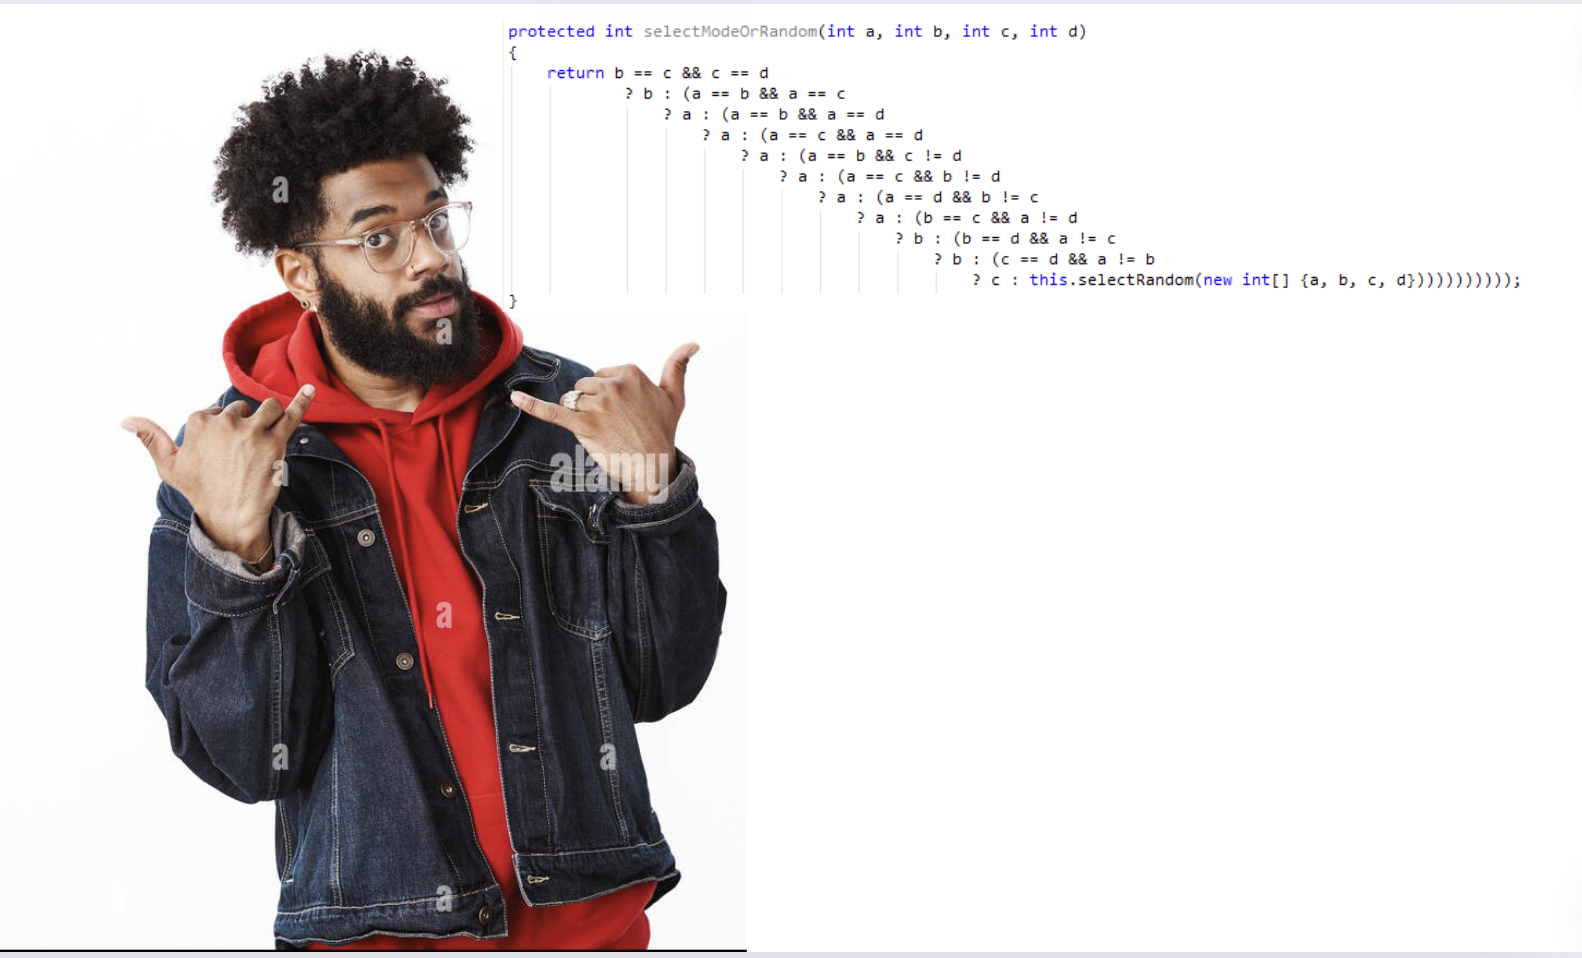 protected int selectModeOrRandom(int a, int b, int c, int d)
{
return b == c && c == d
? b : (a == b && a == c
? a : (a == b && a == d
? a : (a == c && a == d
? a : (a == b && c != d
? a : (a == c && b != d
? a : (a == d && b != c
? a : (b == c && a != d
? b : (b == d && a != c
? b : (c == d && a != b
? c : this.selectRandom(new int[] {a, b, c, d}))))))))));
}
a
a
a
alamy
a
a
a
a
a